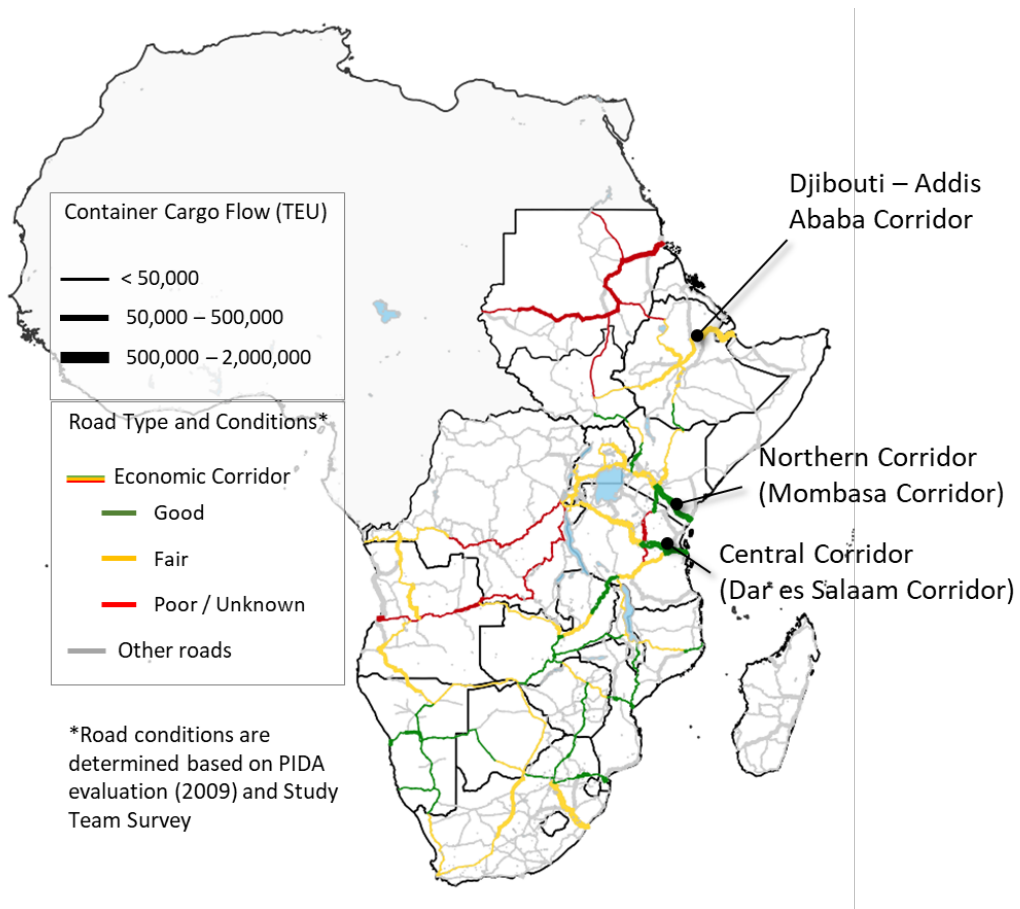 Djibouti – Addis
Ababa Corridor
Container Cargo Flow (TEU)
< 50,000
50,000 – 500,000
500,000 – 2,000,000
Road Type and Conditions*
Economic Corridor
Good
Fair
Poor / Unknown
Other roads
Northern Corridor
(Mombasa Corridor)
Central Corridor
(Dar es Salaam Corridor)
*Road conditions are
determined based on PIDA
evaluation (2009) and Study
Team Survey